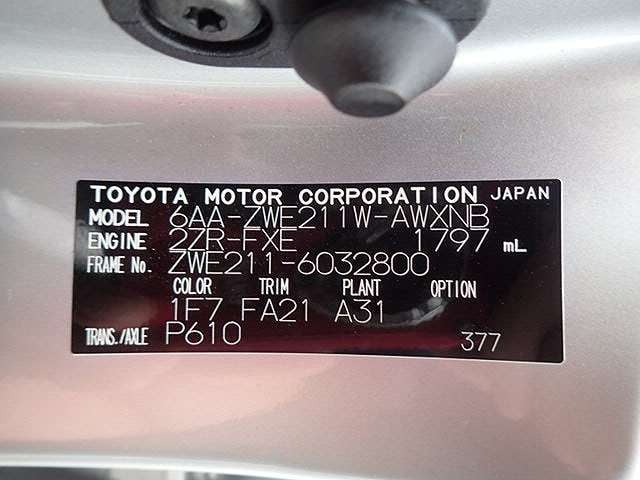 TOYOTA MOTOR CORPORATION JAPAN
MODEL 6AA-ZWE211W-AWXNB
ENGINE 2ZR-FXE 1797 mL
FRAME No. ZWE211-6032800
COLOR TRIM PLANT OPTION
1F7 FA21 A31
TRANS./AXLE P610 377